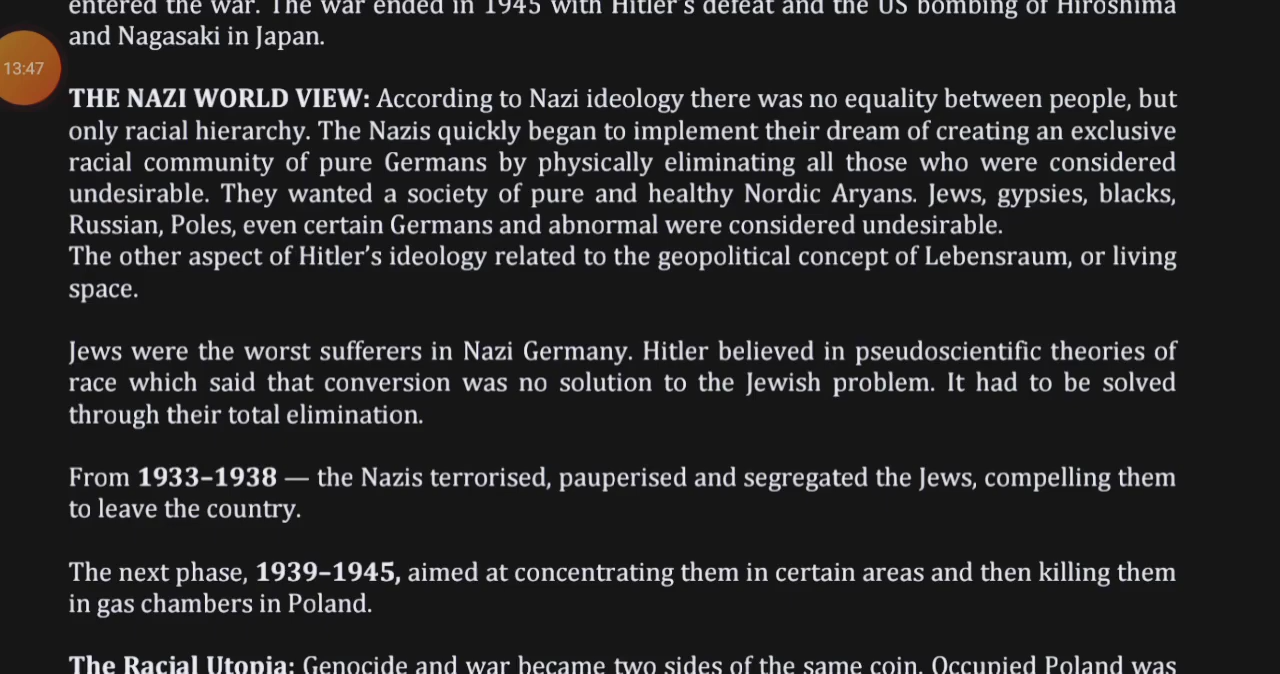 entered the war. The war ended in 1945 with Hitler's defeat and the US bombing of Hiroshima
and Nagasaki in Japan.
13:47
THE NAZI WORLD VIEW: According to Nazi ideology there was no equality between people, but
only racial hierarchy. The Nazis quickly began to implement their dream of creating an exclusive
racial community of pure Germans by physically eliminating all those who were considered
undesirable. They wanted a society of pure and healthy Nordic Aryans. Jews, gypsies, blacks,
Russian, Poles, even certain Germans and abnormal were considered undesirable.
The other aspect of Hitler's ideology related to the geopolitical concept of Lebensraum, or living
space.
Jews were the worst sufferers in Nazi Germany. Hitler believed in pseudoscientific theories of
race which said that conversion was no solution to the Jewish problem. It had to be solved
through their total elimination.
From 1933–1938 — the Nazis terrorised, pauperised and segregated the Jews, compelling them
to leave the country.
The next phase, 1939–1945, aimed at concentrating them in certain areas and then killing them
in gas chambers in Poland.
The Racial Utopia: Genocide and war became two sides of the same coin. Occupied Poland was